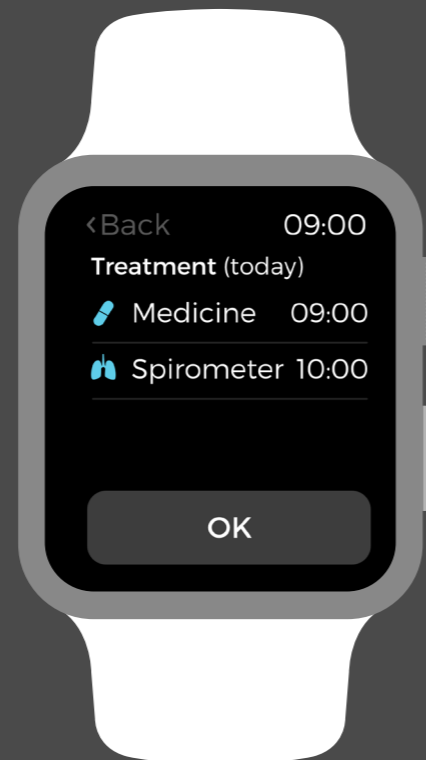 <Back 09:00
Treatment (today)
Medicine 09:00
Spirometer 10:00
OK